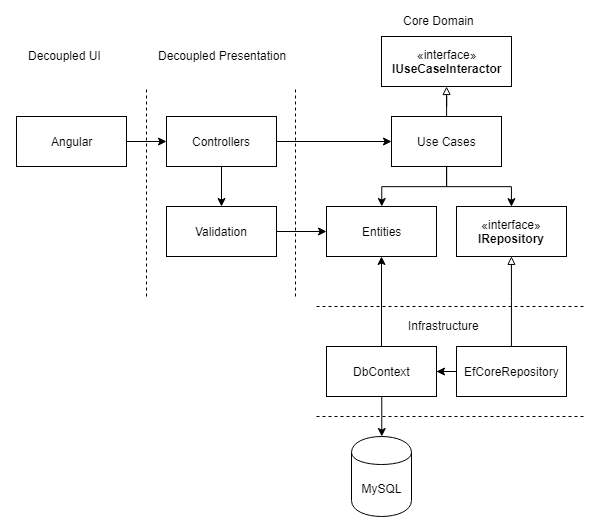 Core Domain
Decoupled UI
Decoupled Presentation
«interface»
IUseCaseInteractor
Angular
Controllers
Use Cases
Validation
Entities
«interface»
IRepository
Infrastructure
DbContext
EfCoreRepository
MySQL